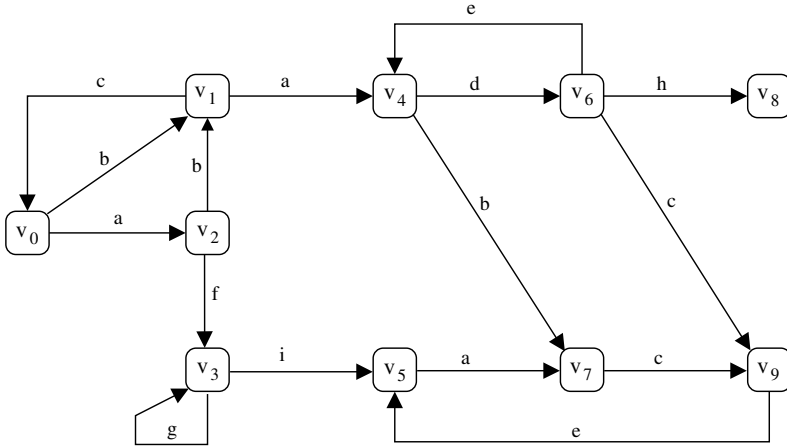 e
c v1 a v4 d v6 h v8
b b b c
v0 a v2
f
v3 i v5 a v7 c v9
g e